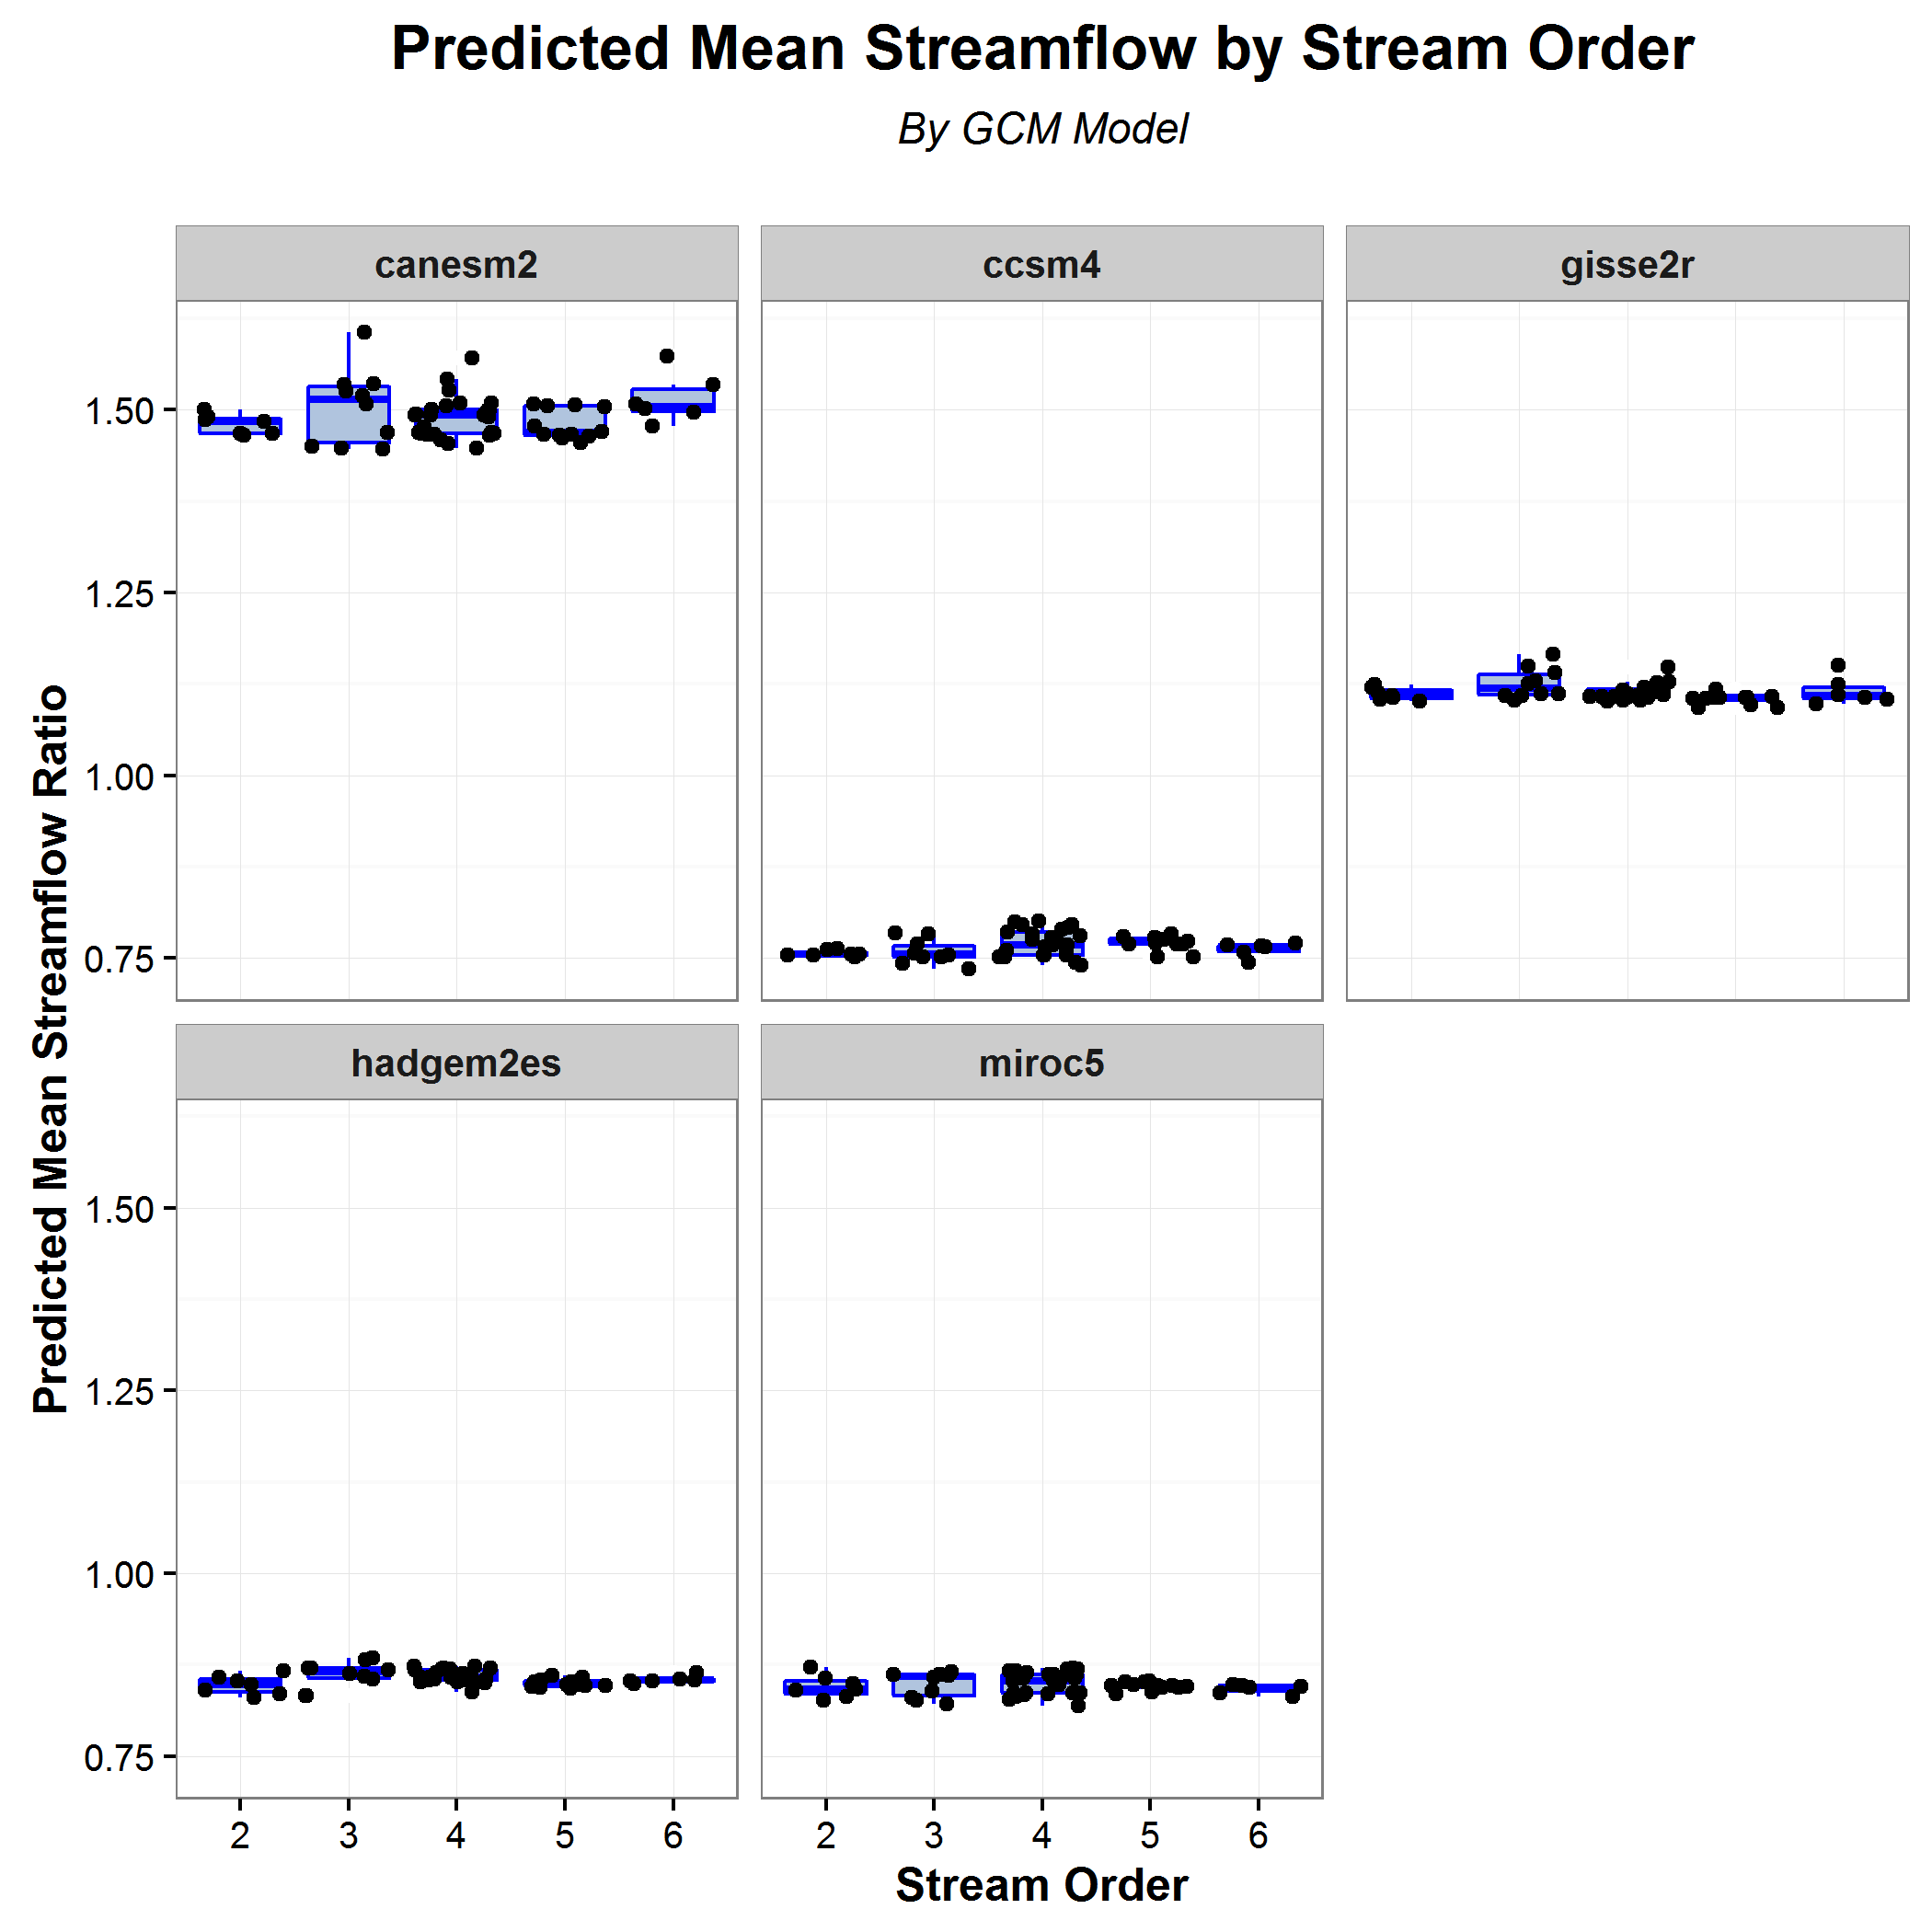 Predicted Mean Streamflow by Stream Order
By GCM Model
canesm2
ccsm4
gisse2r
1.50
1.25
1.00
0.75
Predicted Mean Streamflow Ratio
hadgem2es
miroc5
1.50
1.25
1.00
0.75
2 3 4 5 6
2 3 4 5 6
Stream Order